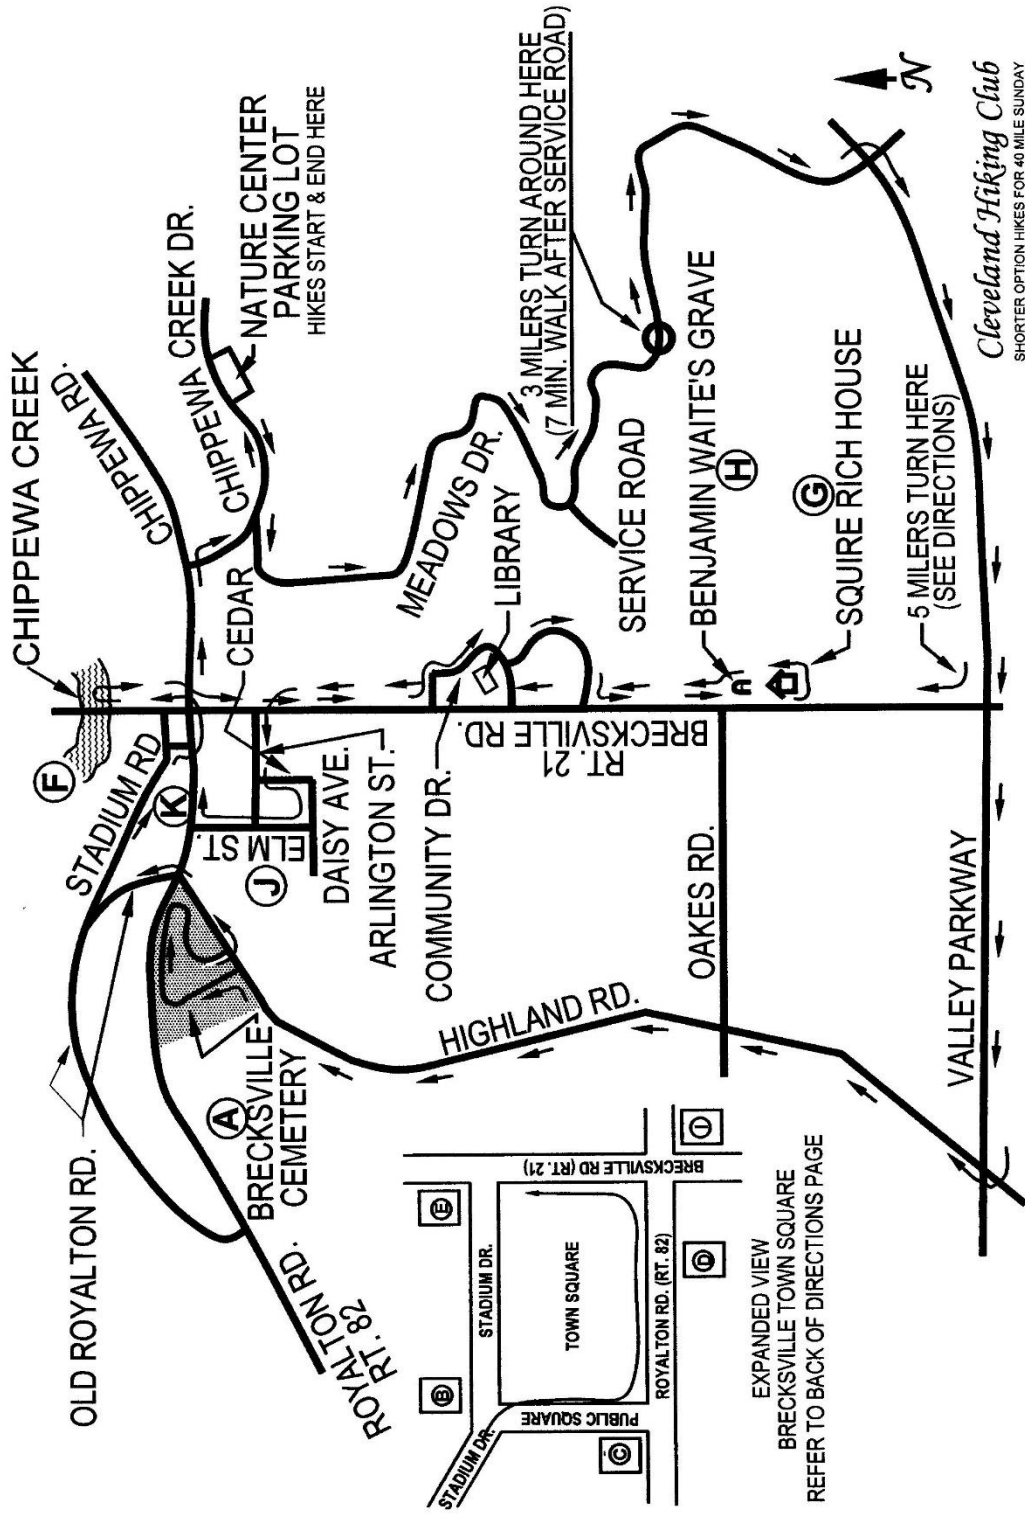 CHIPPEWA CREEK
CHIPPEWA RD.
CHIPPEWA CREEK DR.
NATURE CENTER
PARKING LOT
HIKES START & END HERE
CEDAR
F
STADIUM RD
K
ELM ST.
J
DAISY AVE.
ARLINGTON ST.
COMMUNITY DR.
OLD ROYALTON RD.
A
BRECKSVILLE
CEMETERY
ROYALTON RD.
RT. 82
HIGHLAND RD.
MEADOWS DR.
LIBRARY
3 MILERS TURN AROUND HERE
(7 MIN. WALK AFTER SERVICE ROAD)
SERVICE ROAD
BRECKSVILLE RD.
RT. 21
BENJAMIN WAITE'S GRAVE
H
G
SQUIRE RICH HOUSE
OAKES RD.
5 MILERS TURN HERE
(SEE DIRECTIONS)
VALLEY PARKWAY
N
Cleveland Hiking Club
SHORTER OPTION HIKES FOR 40 MILE SUNDAY
B
E
STADIUM DR.
STADIUM DR.
TOWN SQUARE
PUBLIC SQUARE
C
BRECKSVILLE RD (RT. 21)
ROYALTON RD. (RT. 82)
D
I
EXPANDED VIEW
BRECKSVILLE TOWN SQUARE
REFER TO BACK OF DIRECTIONS PAGE